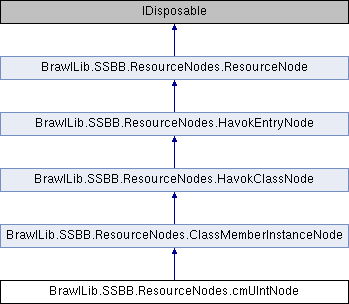 IDisposable
BrawlLib.SSBB.ResourceNodes.ResourceNode
BrawlLib.SSBB.ResourceNodes.HavokEntryNode
BrawlLib.SSBB.ResourceNodes.HavokClassNode
BrawlLib.SSBB.ResourceNodes.ClassMemberInstanceNode
BrawlLib.SSBB.ResourceNodes.cmUIntNode